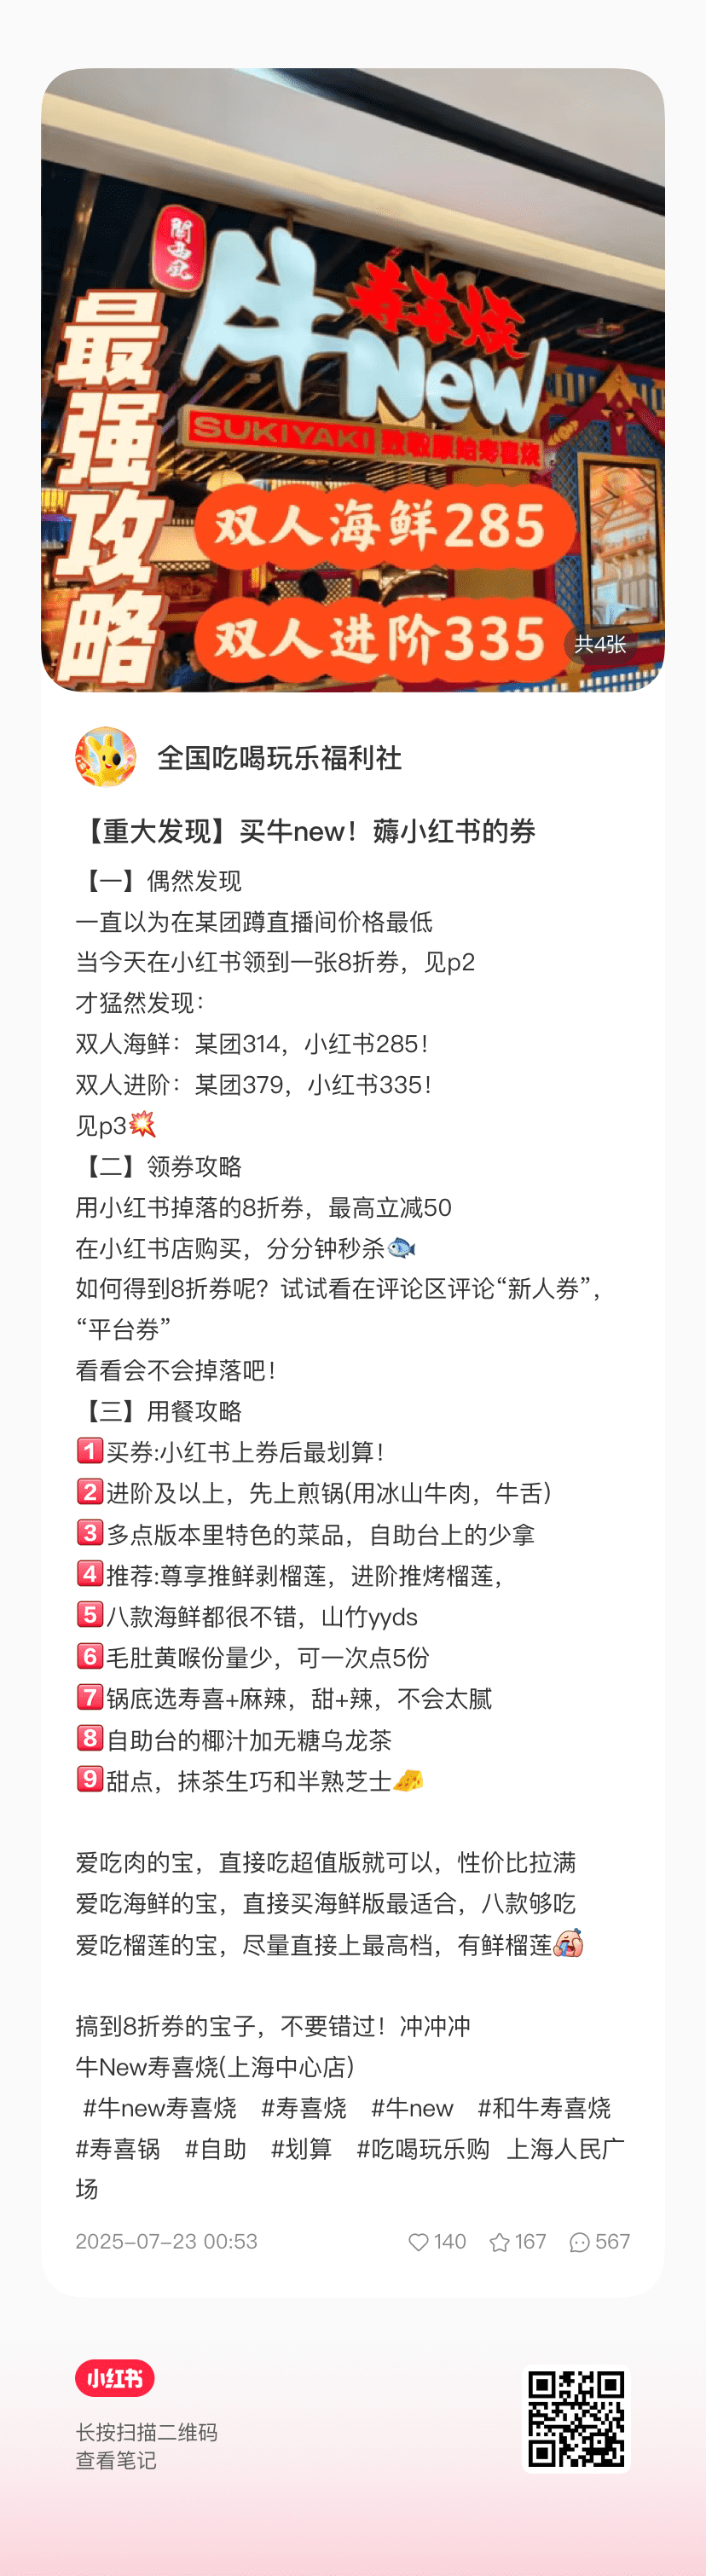 関西風
牛New
寿喜烧
SUKIYAKI
最强攻略
双人海鲜285
双人进阶335
共4张
全国吃喝玩乐福利社
【重大发现】买牛new！薅小红书的券
【一】偶然发现
一直以为在某团蹲直播间价格最低
当今天在小红书领到一张8折券，见p2
才猛然发现：
双人海鲜：某团314，小红书285！
双人进阶：某团379，小红书335！
见p3💥
【二】领券攻略
用小红书掉落的8折券，最高立减50
在小红书店购买，分分钟秒杀🐟
如何得到8折券呢？试试看在评论区评论“新人券”，
“平台券”
看看会不会掉落吧！
【三】用餐攻略
1️⃣买券:小红书上券后最划算！
2️⃣进阶及以上，先上煎锅(用冰山牛肉，牛舌)
3️⃣多点版本里特色的菜品，自助台上的少拿
4️⃣推荐:尊享推鲜剥榴莲，进阶推烤榴莲，
5️⃣八款海鲜都很不错，山竹yyds
6️⃣毛肚黄喉份量少，可一次点5份
7️⃣锅底选寿喜+麻辣，甜+辣，不会太腻
8️⃣自助台的椰汁加无糖乌龙茶
9️⃣甜点，抹茶生巧和半熟芝士🧀
爱吃肉的宝，直接吃超值版就可以，性价比拉满
爱吃海鲜的宝，直接买海鲜版最适合，八款够吃
爱吃榴莲的宝，尽量直接上最高档，有鲜榴莲
搞到8折券的宝子，不要错过！冲冲冲
牛New寿喜烧(上海中心店)
#牛new寿喜烧 #寿喜烧 #牛new #和牛寿喜烧
#寿喜锅 #自助 #划算 #吃喝玩乐购 上海人民广
场
2025-07-23 00:53 140 167 567
小红书
长按扫描二维码
查看笔记